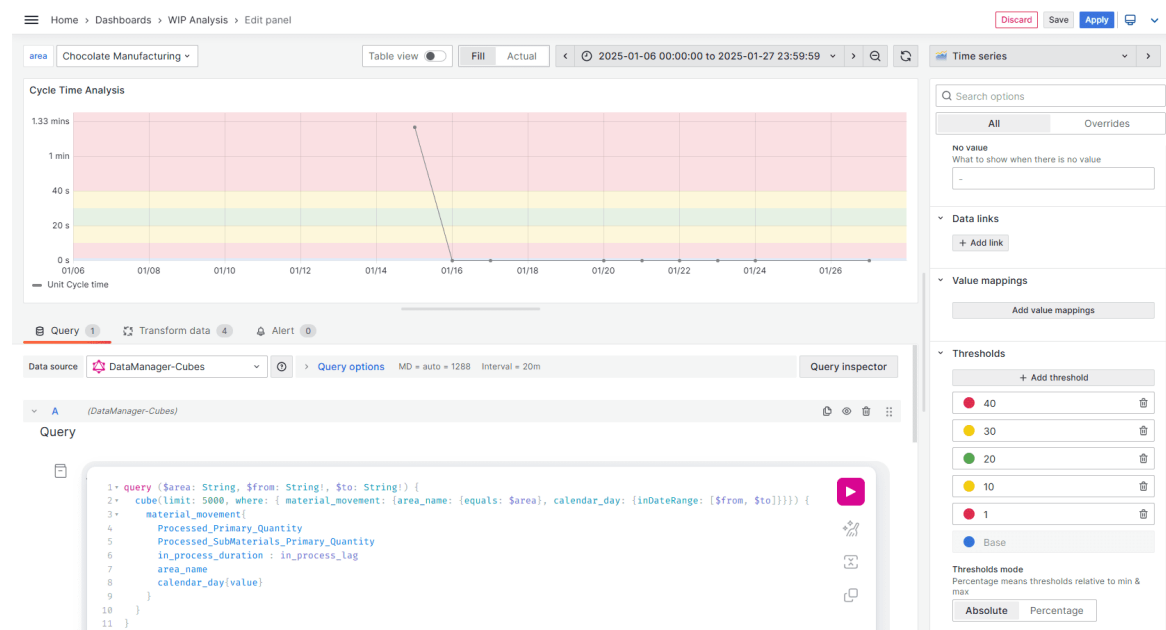 Home › Dashboards › WIP Analysis › Edit panel
Discard Save Apply
area Chocolate Manufacturing
Table view Fill Actual 2025-01-06 00:00:00 to 2025-01-27 23:59:59
Time series
Cycle Time Analysis
1.33 mins
1 min
40 s
20 s
0 s
01/06 01/08 01/10 01/12 01/14 01/16 01/18 01/20 01/22 01/24 01/26
Unit Cycle time
Query 1 Transform data 4 Alert 0
Data source DataManager-Cubes Query options MD = auto = 1288 Interval = 20m Query inspector
A (DataManager-Cubes)
Query
1 query ($area: String, $from: String!, $to: String!) {
2 cube(limit: 5000, where: { material_movement: {area_name: {equals: $area}, calendar_day: {inDateRange: [$from, $to]}}}) {
3 material_movement{
4 Processed_Primary_Quantity
5 Processed_SubMaterials_Primary_Quantity
6 in_process_duration : in_process_lag
7 area_name
8 calendar_day{value}
9 }
10 }
11 }
Search options
All Overrides
No value
What to show when there is no value
-
Data links
+ Add link
Value mappings
Add value mappings
Thresholds
+ Add threshold
40
30
20
10
1
Base
Thresholds mode
Percentage means thresholds relative to min &
max
Absolute Percentage